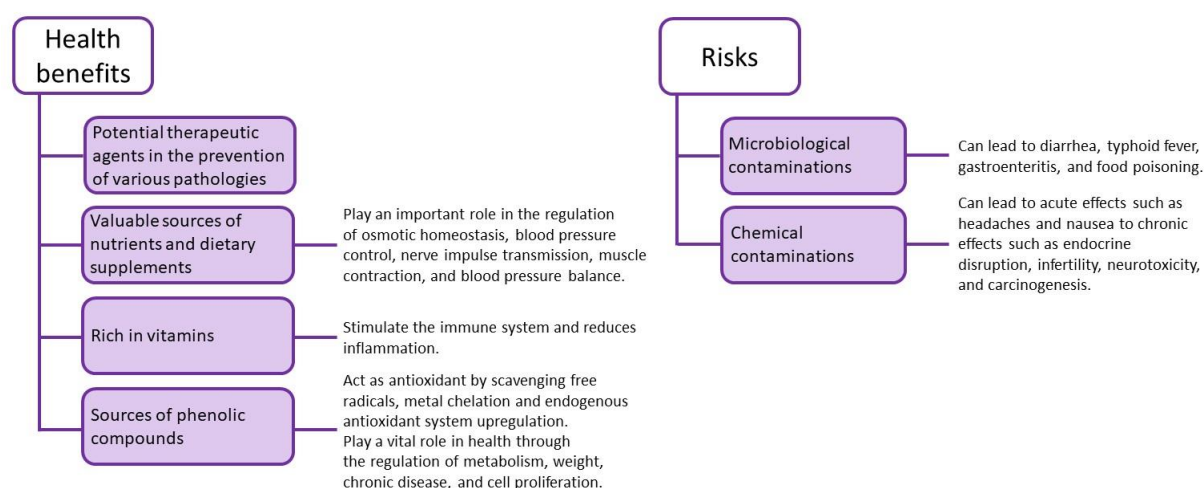 Health
benefits
Potential therapeutic
agents in the prevention
of various pathologies
Valuable sources of
nutrients and dietary
supplements
Play an important role in the regulation
of osmotic homeostasis, blood pressure
control, nerve impulse transmission, muscle
contraction, and blood pressure balance.
Rich in vitamins
Stimulate the immune system and reduces
inflammation.
Sources of phenolic
compounds
Act as antioxidant by scavenging free
radicals, metal chelation and endogenous
antioxidant system upregulation.
Play a vital role in health through
the regulation of metabolism, weight,
chronic disease, and cell proliferation.
Risks
Microbiological
contaminations
Can lead to diarrhea, typhoid fever,
gastroenteritis, and food poisoning.
Chemical
contaminations
Can lead to acute effects such as
headaches and nausea to chronic
effects such as endocrine
disruption, infertility, neurotoxicity,
and carcinogenesis.